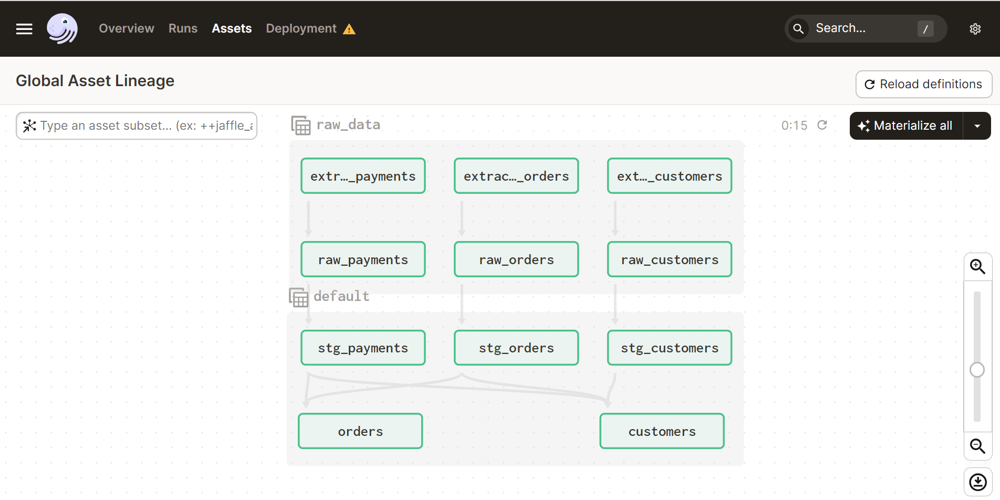 Overview Runs Assets Deployment Search... /
Global Asset Lineage
Reload definitions
Type an asset subset... (ex: ++jaffle_a
raw_data
0:15
Materialize all
extr…_payments extrac…_orders ext…_customers
raw_payments raw_orders raw_customers
default
stg_payments stg_orders stg_customers
orders customers